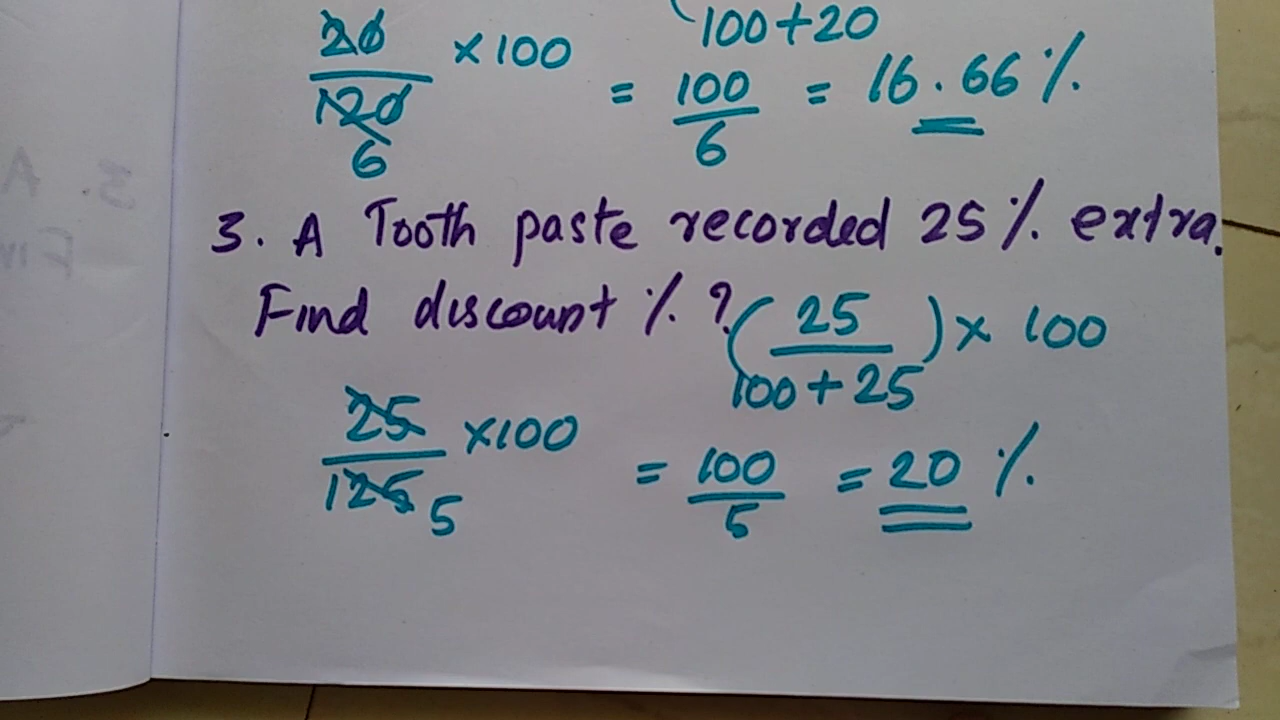 20/120 × 100
(100+20
6
= 100/6 = 16.66 %
3. A Tooth paste recorded 25 % extra.
Find discount % ? (25/100+25) × 100
25/125 ×100
5
= 100/5 = 20 %